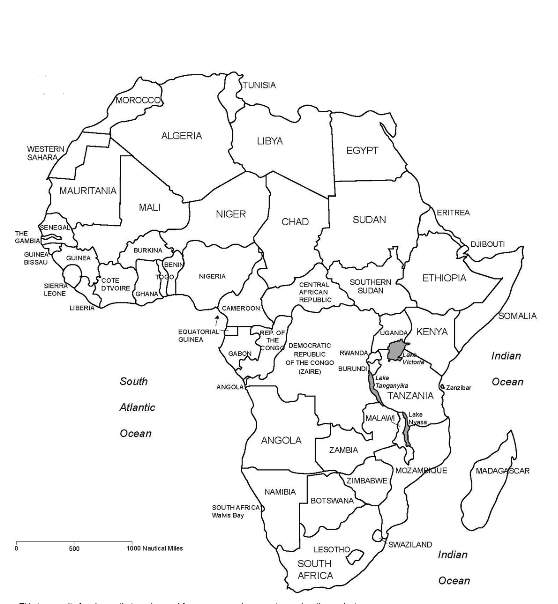 TUNISIA
MOROCCO
ALGERIA
LIBYA
EGYPT
WESTERN
SAHARA
MAURITANIA
MALI
NIGER
CHAD
SUDAN
ERITREA
SENEGAL
THE
GAMBIA
GUINEA
BISSAU
GUINEA
BURKINA
BENIN
TOGO
NIGERIA
DJIBOUTI
ETHIOPIA
SIERRA
LEONE
COTE
D'IVOIRE
GHANA
LIBERIA
CAMEROON
CENTRAL
AFRICAN
REPUBLIC
SOUTHERN
SUDAN
SOMALIA
EQUATORIAL
GUINEA
GABON
REP. OF
THE
CONGO
DEMOCRATIC
REPUBLIC
OF THE CONGO
(ZAIRE)
UGANDA
KENYA
RWANDA
BURUNDI
Lake
Victoria
Lake
Tanganyika
TANZANIA
Zanzibar
Indian
Ocean
South
Atlantic
Ocean
ANGOLA
ANGOLA
MALAWI
Lake
Nyasa
ZAMBIA
MOZAMBIQUE
MADAGASCAR
ZIMBABWE
NAMIBIA
BOTSWANA
SOUTH AFRICA
Walvis Bay
SWAZILAND
LESOTHO
SOUTH
AFRICA
Indian
Ocean
0 500 1000 Nautical Miles